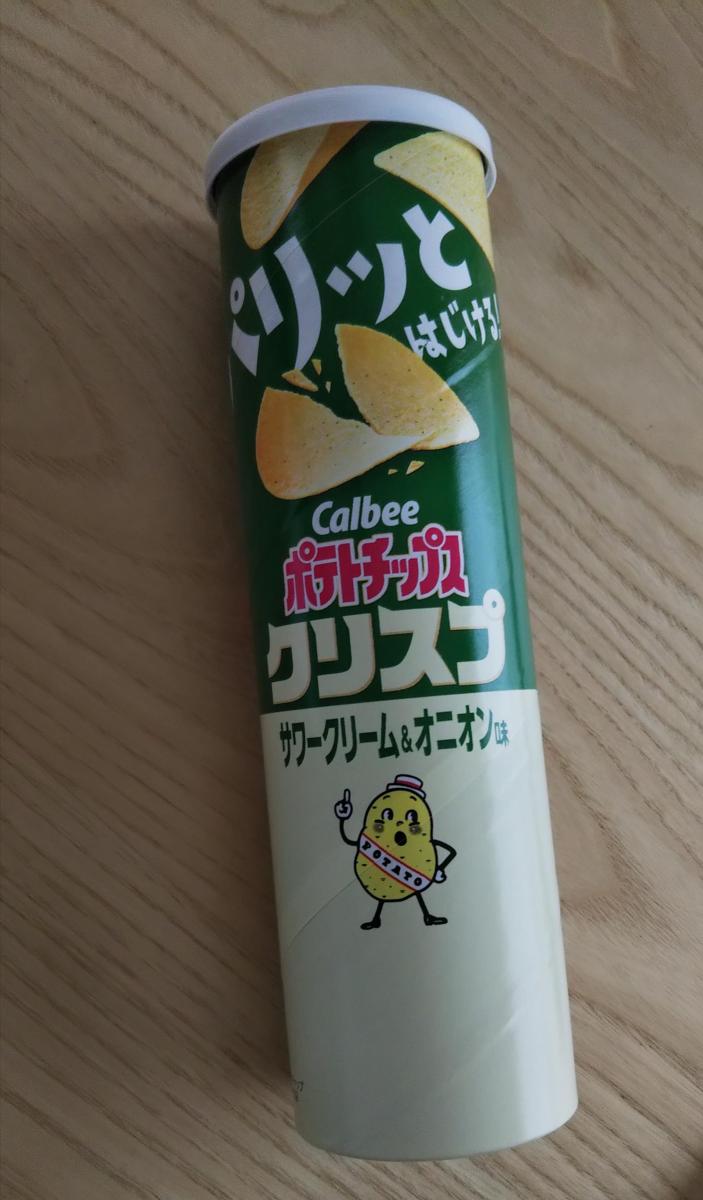 パリッと
はじける!
Calbee
ポテトチップス
クリスプ
サワークリーム&オニオン味
POTATO